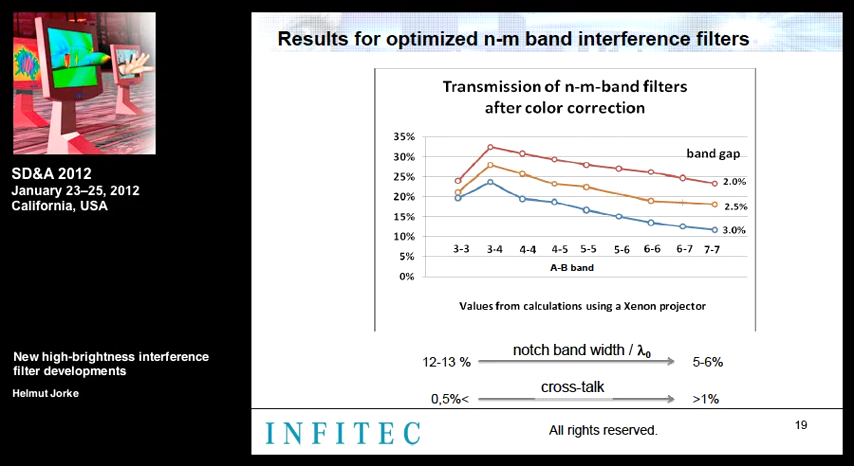 SD&A 2012
January 23–25, 2012
California, USA
New high-brightness interference
filter developments
Helmut Jorke
Results for optimized n-m band interference filters
Transmission of n-m-band filters
after color correction
35%
30%
25%
20%
15%
10%
5%
0%
band gap
2.0%
2.5%
3.0%
3-3 3-4 4-4 4-5 5-5 5-6 6-6 6-7 7-7
A-B band
Values from calculations using a Xenon projector
notch band width / λ₀
12-13 % 5-6%
cross-talk
0,5%< >1%
INFITEC All rights reserved. 19